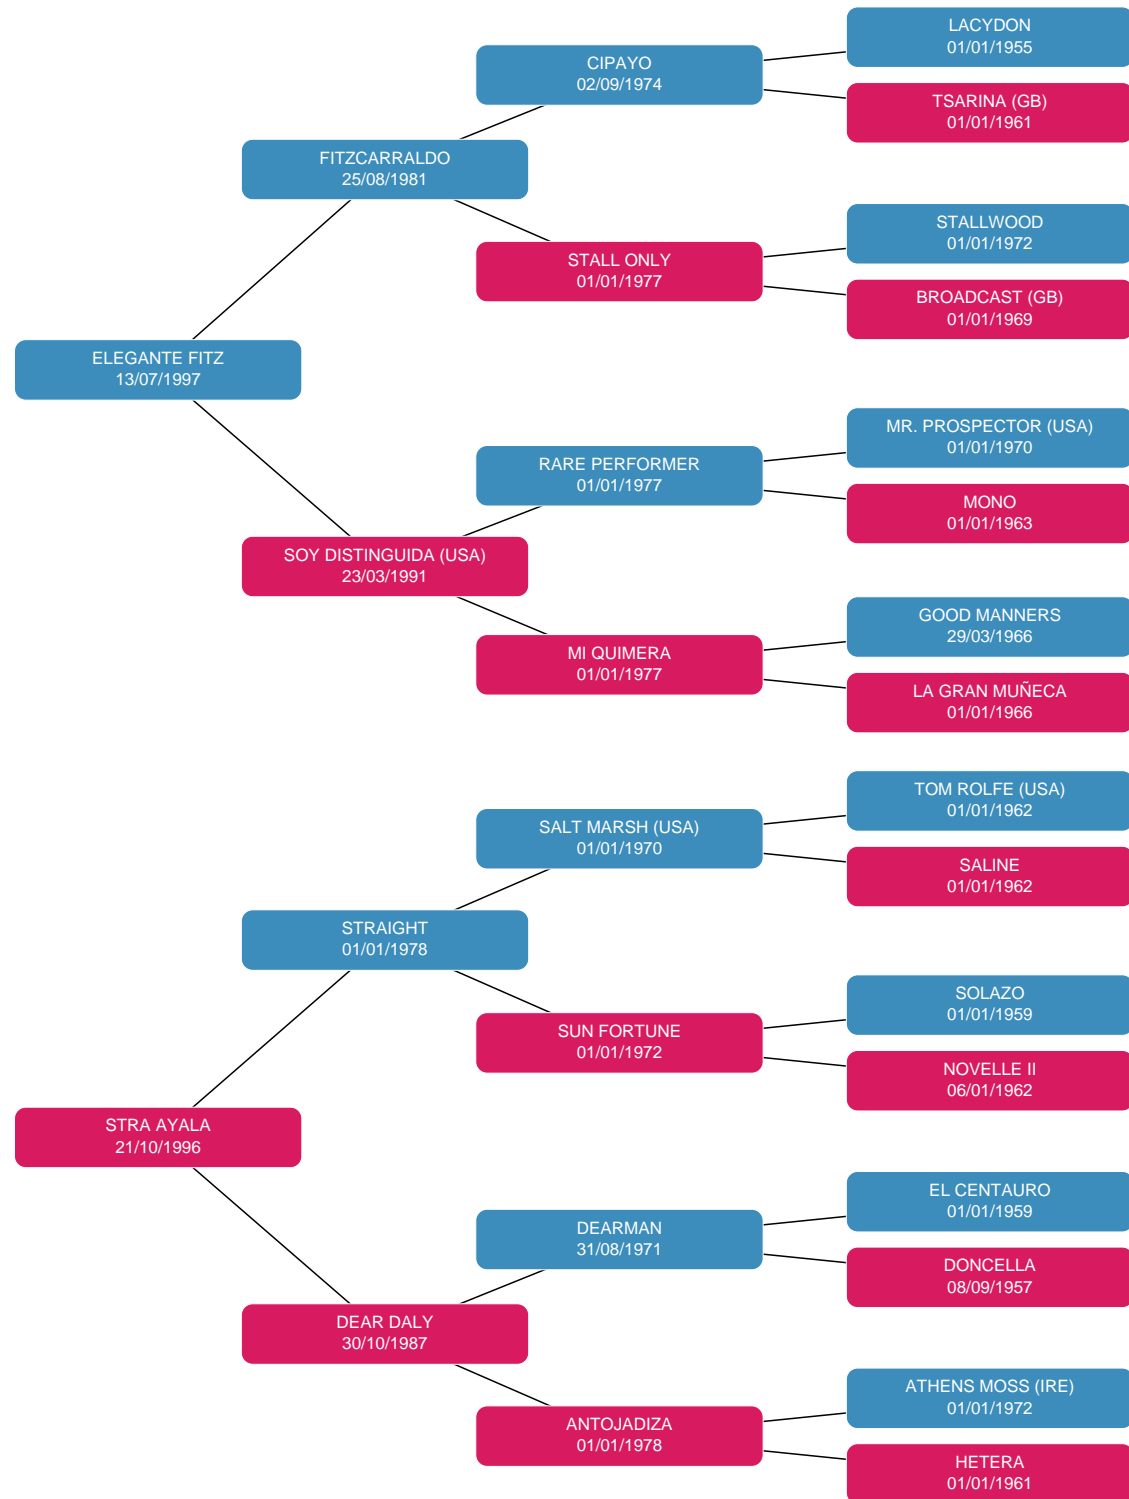 LACYDON
01/01/1955
CIPAYO
02/09/1974
TSARINA (GB)
01/01/1961
FITZCARRALDO
25/08/1981
STALLWOOD
01/01/1972
STALL ONLY
01/01/1977
BROADCAST (GB)
01/01/1969
ELEGANTE FITZ
13/07/1997
MR. PROSPECTOR (USA)
01/01/1970
RARE PERFORMER
01/01/1977
MONO
01/01/1963
SOY DISTINGUIDA (USA)
23/03/1991
GOOD MANNERS
29/03/1966
MI QUIMERA
01/01/1977
LA GRAN MUÑECA
01/01/1966
TOM ROLFE (USA)
01/01/1962
SALT MARSH (USA)
01/01/1970
SALINE
01/01/1962
STRAIGHT
01/01/1978
SOLAZO
01/01/1959
SUN FORTUNE
01/01/1972
NOVELLE II
06/01/1962
STRA AYALA
21/10/1996
EL CENTAURO
01/01/1959
DEARMAN
31/08/1971
DONCELLA
08/09/1957
DEAR DALY
30/10/1987
ATHENS MOSS (IRE)
01/01/1972
ANTOJADIZA
01/01/1978
HETERA
01/01/1961